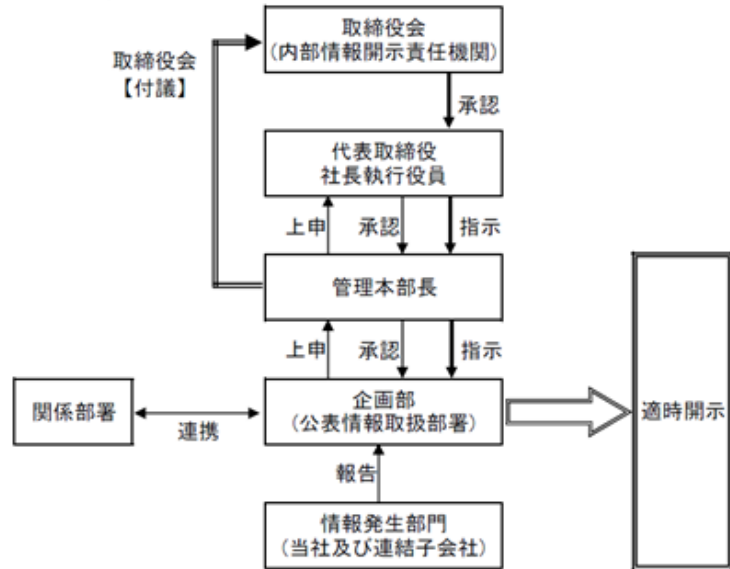 取締役会
(内部情報開示責任機関)
取締役会
【付議】
承認
代表取締役
社長執行役員
上申
承認
指示
管理本部長
上申
承認
指示
関係部署
連携
企画部
(公表情報取扱部署)
適時開示
報告
情報発生部門
(当社及び連結子会社)